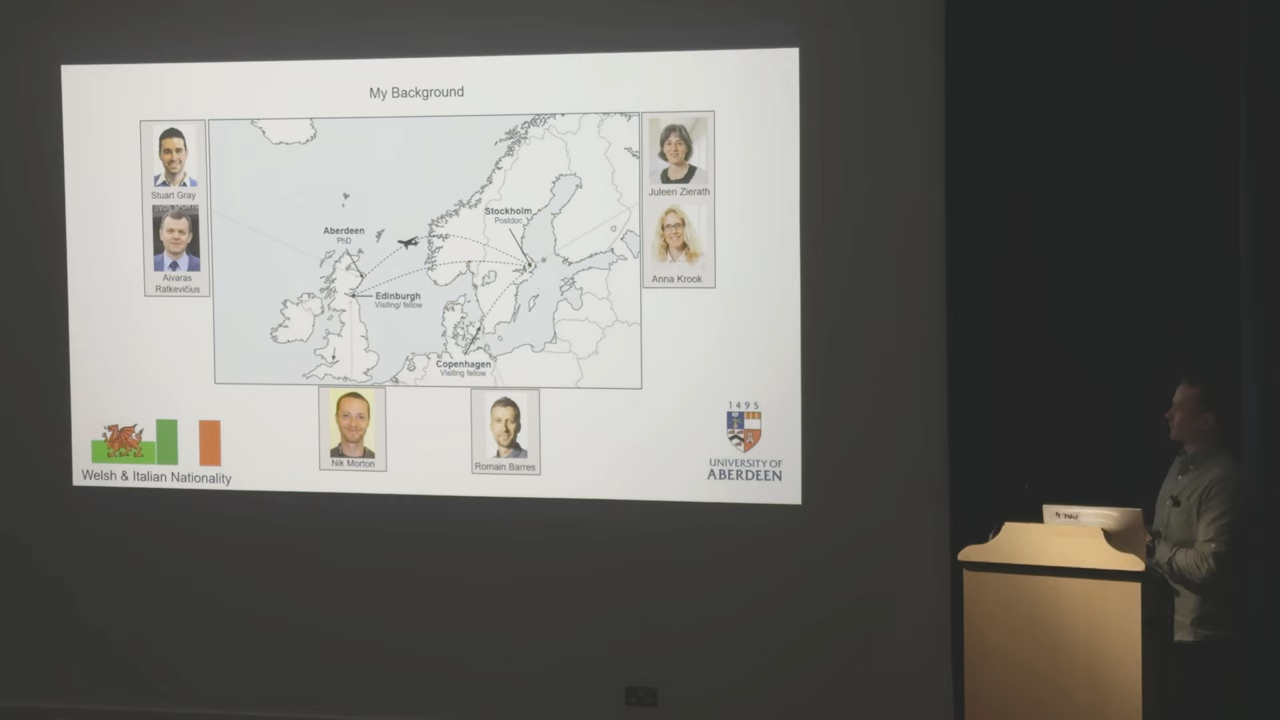 My Background
Stuart Gray
Aivaras
Ratkevičius
Juleen Zierath
Anna Krook
Stockholm
Postdoc
Aberdeen
PhD
Edinburgh
Visiting/ fellow
Copenhagen
Visiting fellow
Nik Morton
Romain Barres
Welsh & Italian Nationality
1495
UNIVERSITY OF
ABERDEEN